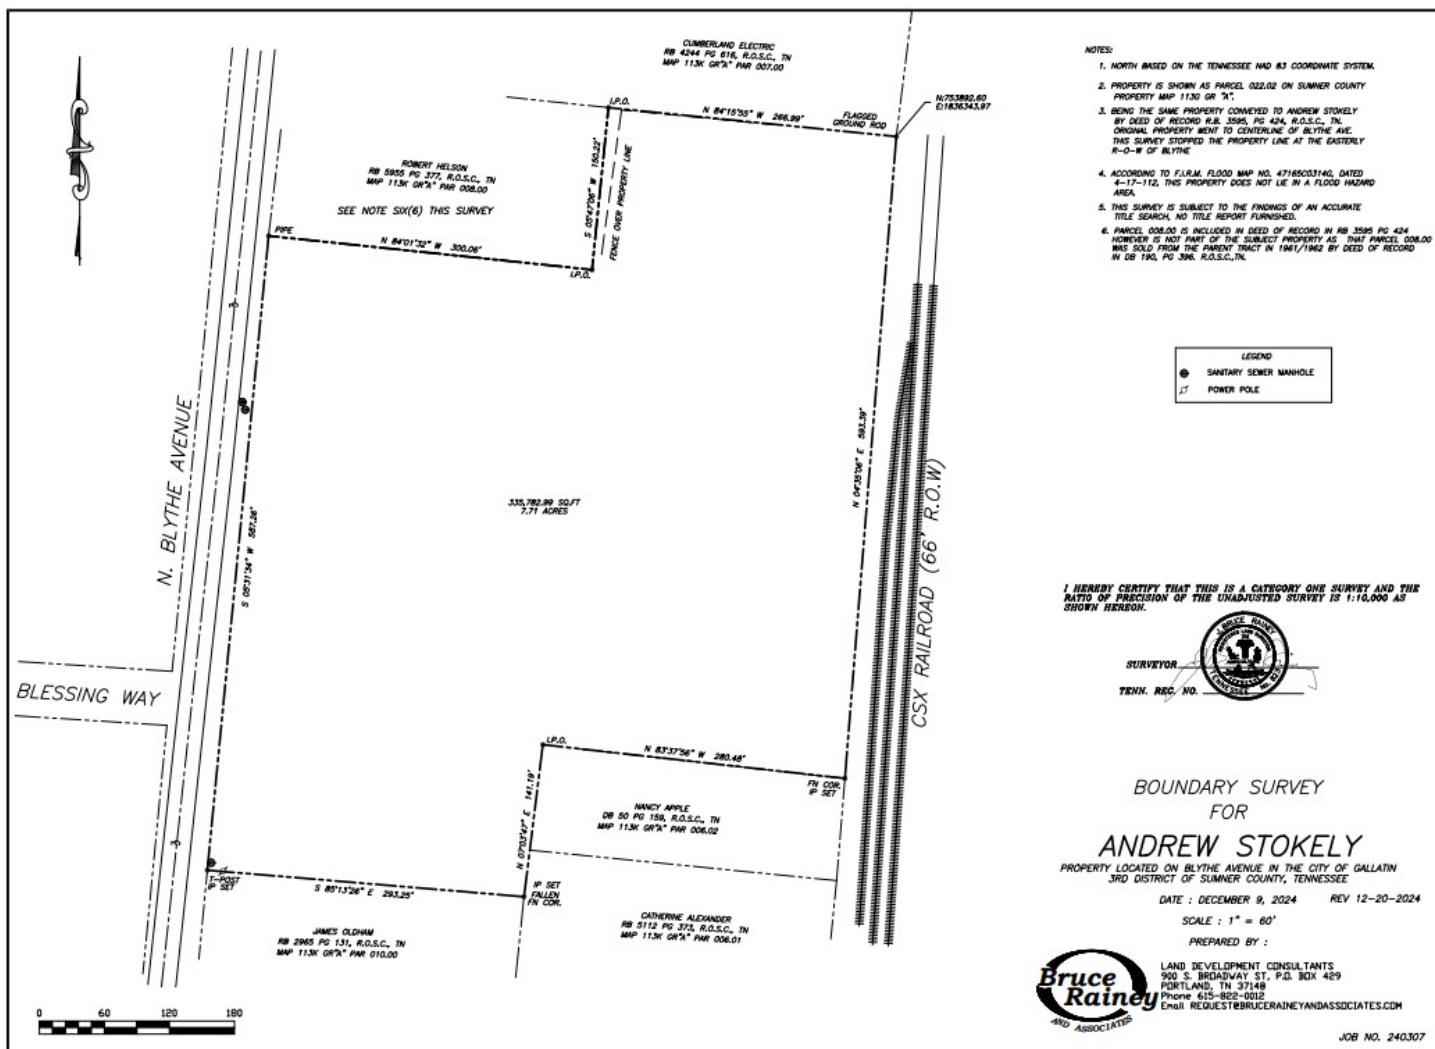 CUMBERLAND ELECTRIC
RB 4244 PG 616, R.O.S.C., TN
MAP 113K GR"A" PAR 007.00
I.P.O.
N 84°15'55" W 266.99'
FLAGGED
GROUND ROD
N:753892.60
E:1836343.97
ROBERT HELSON
RB 5955 PG 377, R.O.S.C., TN
MAP 113K GR"A" PAR 008.00
SEE NOTE SIX(6) THIS SURVEY
S 05°47'06" W 150.22'
FENCE OVER PROPERTY LINE
PIPE
N 84°01'32" W 300.06'
I.P.O.
N. BLYTHE AVENUE
S 05°31'34" W 587.26'
335,782.99 SQ.FT
7.71 ACRES
N 04°35'06" E 593.39'
CSX RAILROAD (66' R.O.W)
BLESSING WAY
I.P.O.
N 83°37'56" W 280.48'
FN COR.
IP SET
N 07°03'47" E 141.19'
NANCY APPLE
DB 50 PG 159, R.O.S.C., TN
MAP 113K GR"A" PAR 006.02
T-POST
IP SET
S 85°13'26" E 293.25'
IP SET
FALLEN
FN COR.
JAMES OLDHAM
RB 2965 PG 131, R.O.S.C., TN
MAP 113K GR"A" PAR 010.00
CATHERINE ALEXANDER
RB 5112 PG 373, R.O.S.C., TN
MAP 113K GR"A" PAR 006.01
0 60 120 180
NOTES:
1. NORTH BASED ON THE TENNESSEE NAD 83 COORDINATE SYSTEM.
2. PROPERTY IS SHOWN AS PARCEL 022.02 ON SUMNER COUNTY
PROPERTY MAP 113G GR "A".
3. BEING THE SAME PROPERTY CONVEYED TO ANDREW STOKELY
BY DEED OF RECORD R.B. 3595, PG 424, R.O.S.C., TN.
ORIGINAL PROPERTY WENT TO CENTERLINE OF BLYTHE AVE.
THIS SURVEY STOPPED THE PROPERTY LINE AT THE EASTERLY
R-O-W OF BLYTHE
4. ACCORDING TO F.I.R.M. FLOOD MAP NO. 47165C0314G, DATED
4-17-112, THIS PROPERTY DOES NOT LIE IN A FLOOD HAZARD
AREA.
5. THIS SURVEY IS SUBJECT TO THE FINDINGS OF AN ACCURATE
TITLE SEARCH, NO TITLE REPORT FURNISHED.
6. PARCEL 008.00 IS INCLUDED IN DEED OF RECORD IN RB 3595 PG 424
HOWEVER IS NOT PART OF THE SUBJECT PROPERTY AS THAT PARCEL 008.00
WAS SOLD FROM THE PARENT TRACT IN 1961/1962 BY DEED OF RECORD
IN DB 190, PG 396. R.O.S.C.,TN.
LEGEND
SANITARY SEWER MANHOLE
POWER POLE
I HEREBY CERTIFY THAT THIS IS A CATEGORY ONE SURVEY AND THE
RATIO OF PRECISION OF THE UNADJUSTED SURVEY IS 1:10,000 AS
SHOWN HEREON.
SURVEYOR
TENN. REG. NO.
J. BRUCE RAINEY
TENNESSEE
BOUNDARY SURVEY
FOR
ANDREW STOKELY
PROPERTY LOCATED ON BLYTHE AVENUE IN THE CITY OF GALLATIN
3RD DISTRICT OF SUMNER COUNTY, TENNESSEE
DATE : DECEMBER 9, 2024 REV 12-20-2024
SCALE : 1" = 60'
PREPARED BY :
Bruce
Rainey
AND ASSOCIATES
LAND DEVELOPMENT CONSULTANTS
900 S. BROADWAY ST, P.O. BOX 429
PORTLAND, TN 37148
Phone 615-822-0012
Email REQUEST@BRUCERAINEYANDASSOCIATES.COM
JOB NO. 240307